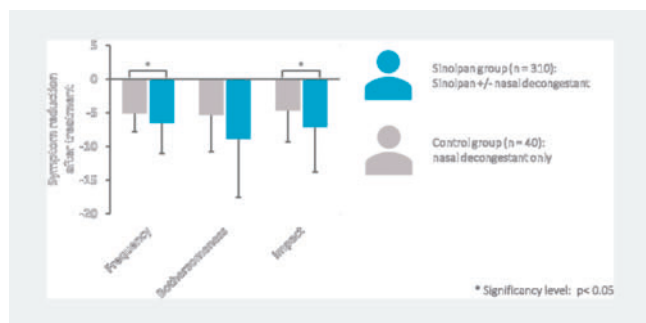 Symptom reduction
after treatment
5
0
-5
-10
-15
-20
*
*
Frequency
Bothersomeness
Impact
Sinolpan group (n = 310):
Sinolpan +/- nasal decongestant
Control group (n = 40):
nasal decongestant only
* Significancy level: p< 0.05